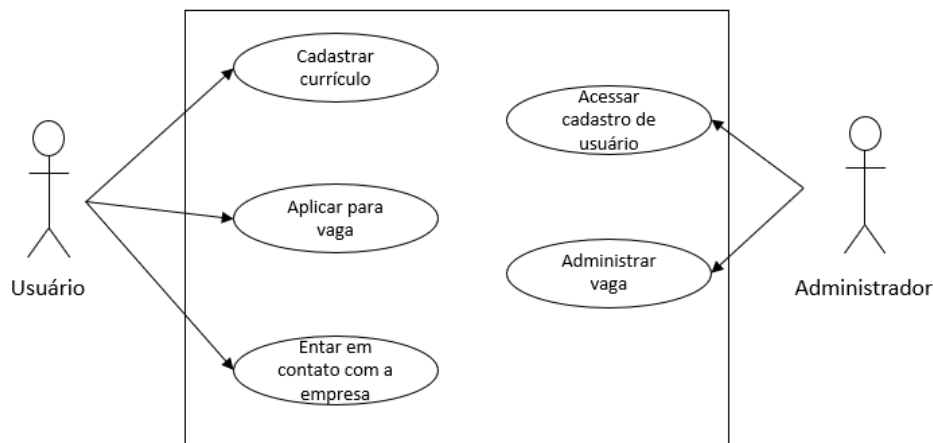 Cadastrar
currículo
Acessar
cadastro de
usuário
Aplicar para
vaga
Administrar
vaga
Usuário
Administrador
Entar em
contato com a
empresa